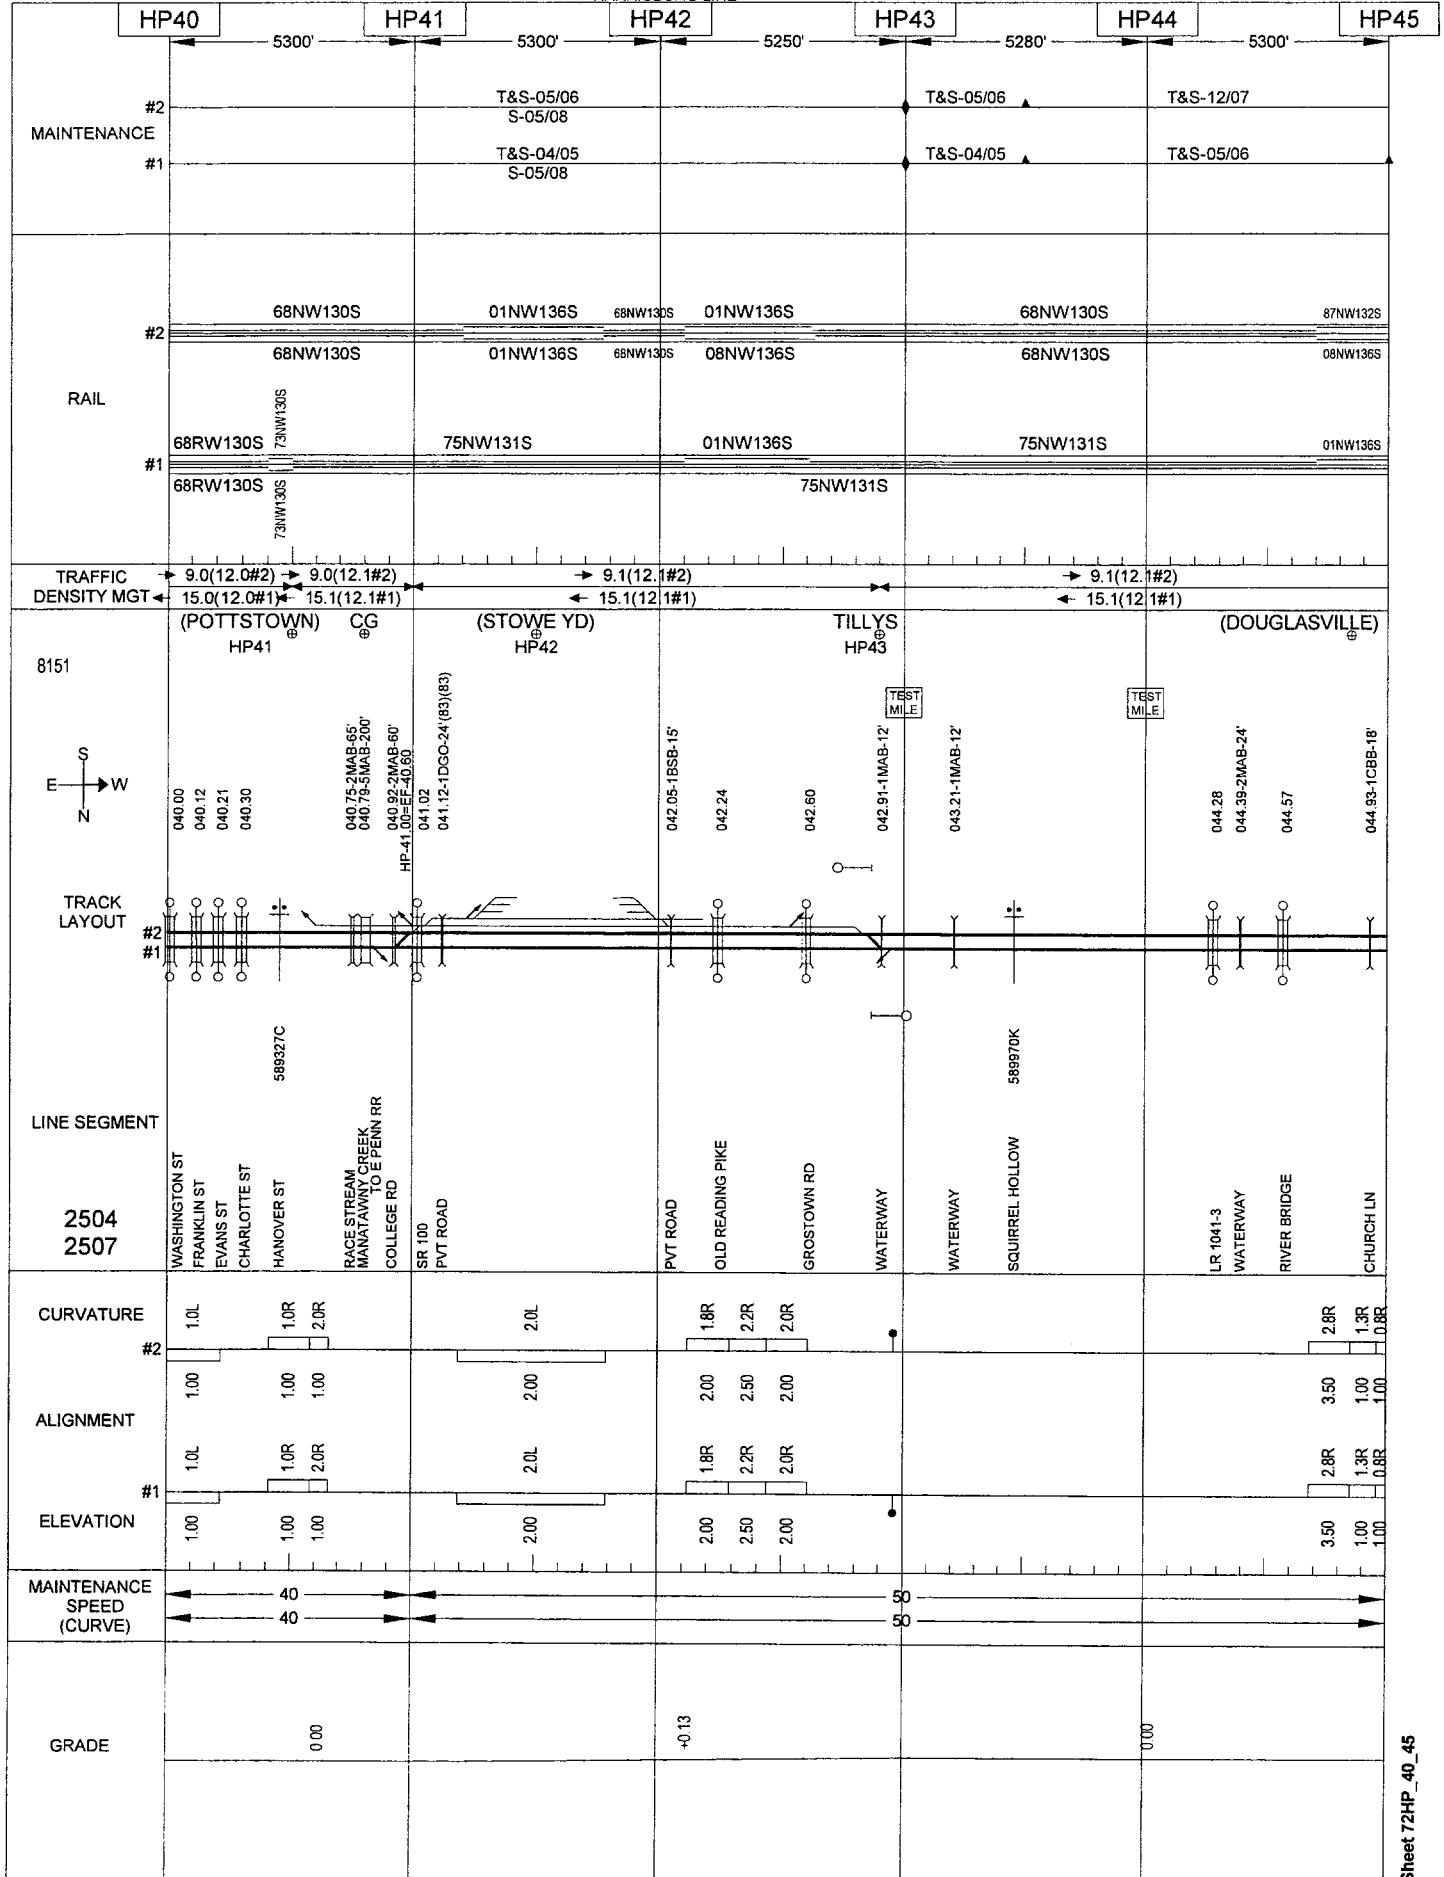 HP40 HP41 HP42 HP43 HP44 HP45
5300' 5300' 5250' 5280' 5300'
MAINTENANCE
#2 T&S-05/06 T&S-05/06 T&S-12/07
S-05/08
#1 T&S-04/05 T&S-04/05 T&S-05/06
S-05/08
RAIL
68NW130S 01NW136S 68NW130S 01NW136S 68NW130S 87NW132S
#2
68NW130S 01NW136S 68NW130S 08NW136S 68NW130S 08NW136S
68RW130S 73NW130S 75NW131S 01NW136S 75NW131S 01NW136S
#1
68RW130S 73NW130S 75NW131S
TRAFFIC 9.0(12.0#2) 9.0(12.1#2) 9.1(12.1#2) 9.1(12.1#2)
DENSITY MGT 15.0(12.0#1) 15.1(12.1#1) 15.1(12.1#1) 15.1(12.1#1)
(POTTSTOWN) CG (STOWE YD) TILLYS (DOUGLASVILLE)
HP41 HP42 HP43
8151
TEST MILE TEST MILE
S
E W
N
040.00
040.12
040.21
040.30
040.75-2MAB-65'
040.79-5MAB-200'
040.92-2MAB-60'
HP-41.00=EF-40.60
041.02
041.12-1DGO-24'(83)(83)
042.05-1BSB-15'
042.24
042.60
042.91-1MAB-12'
043.21-1MAB-12'
044.28
044.39-2MAB-24'
044.57
044.93-1CBB-18'
TRACK
LAYOUT
#2
#1
589327C
589970K
LINE SEGMENT
2504
2507
WASHINGTON ST
FRANKLIN ST
EVANS ST
CHARLOTTE ST
HANOVER ST
RACE STREAM
MANATAWNY CREEK
TO E PENN RR
COLLEGE RD
SR 100
PVT ROAD
PVT ROAD
OLD READING PIKE
GROSTOWN RD
WATERWAY
WATERWAY
SQUIRREL HOLLOW
LR 1041-3
WATERWAY
RIVER BRIDGE
CHURCH LN
CURVATURE 1.0L 1.0R 2.0R 2.0L 1.8R 2.2R 2.0R 2.8R 1.3R 0.8R
#2
1.00 1.00 1.00 2.00 2.00 2.50 2.00 3.50 1.00 1.00
ALIGNMENT
1.0L 1.0R 2.0R 2.0L 1.8R 2.2R 2.0R 2.8R 1.3R 0.8R
#1
ELEVATION 1.00 1.00 1.00 2.00 2.00 2.50 2.00 3.50 1.00 1.00
MAINTENANCE
SPEED
(CURVE)
40 50
40 50
GRADE 0.00 +0.13 0.00
Sheet 72HP_40_45